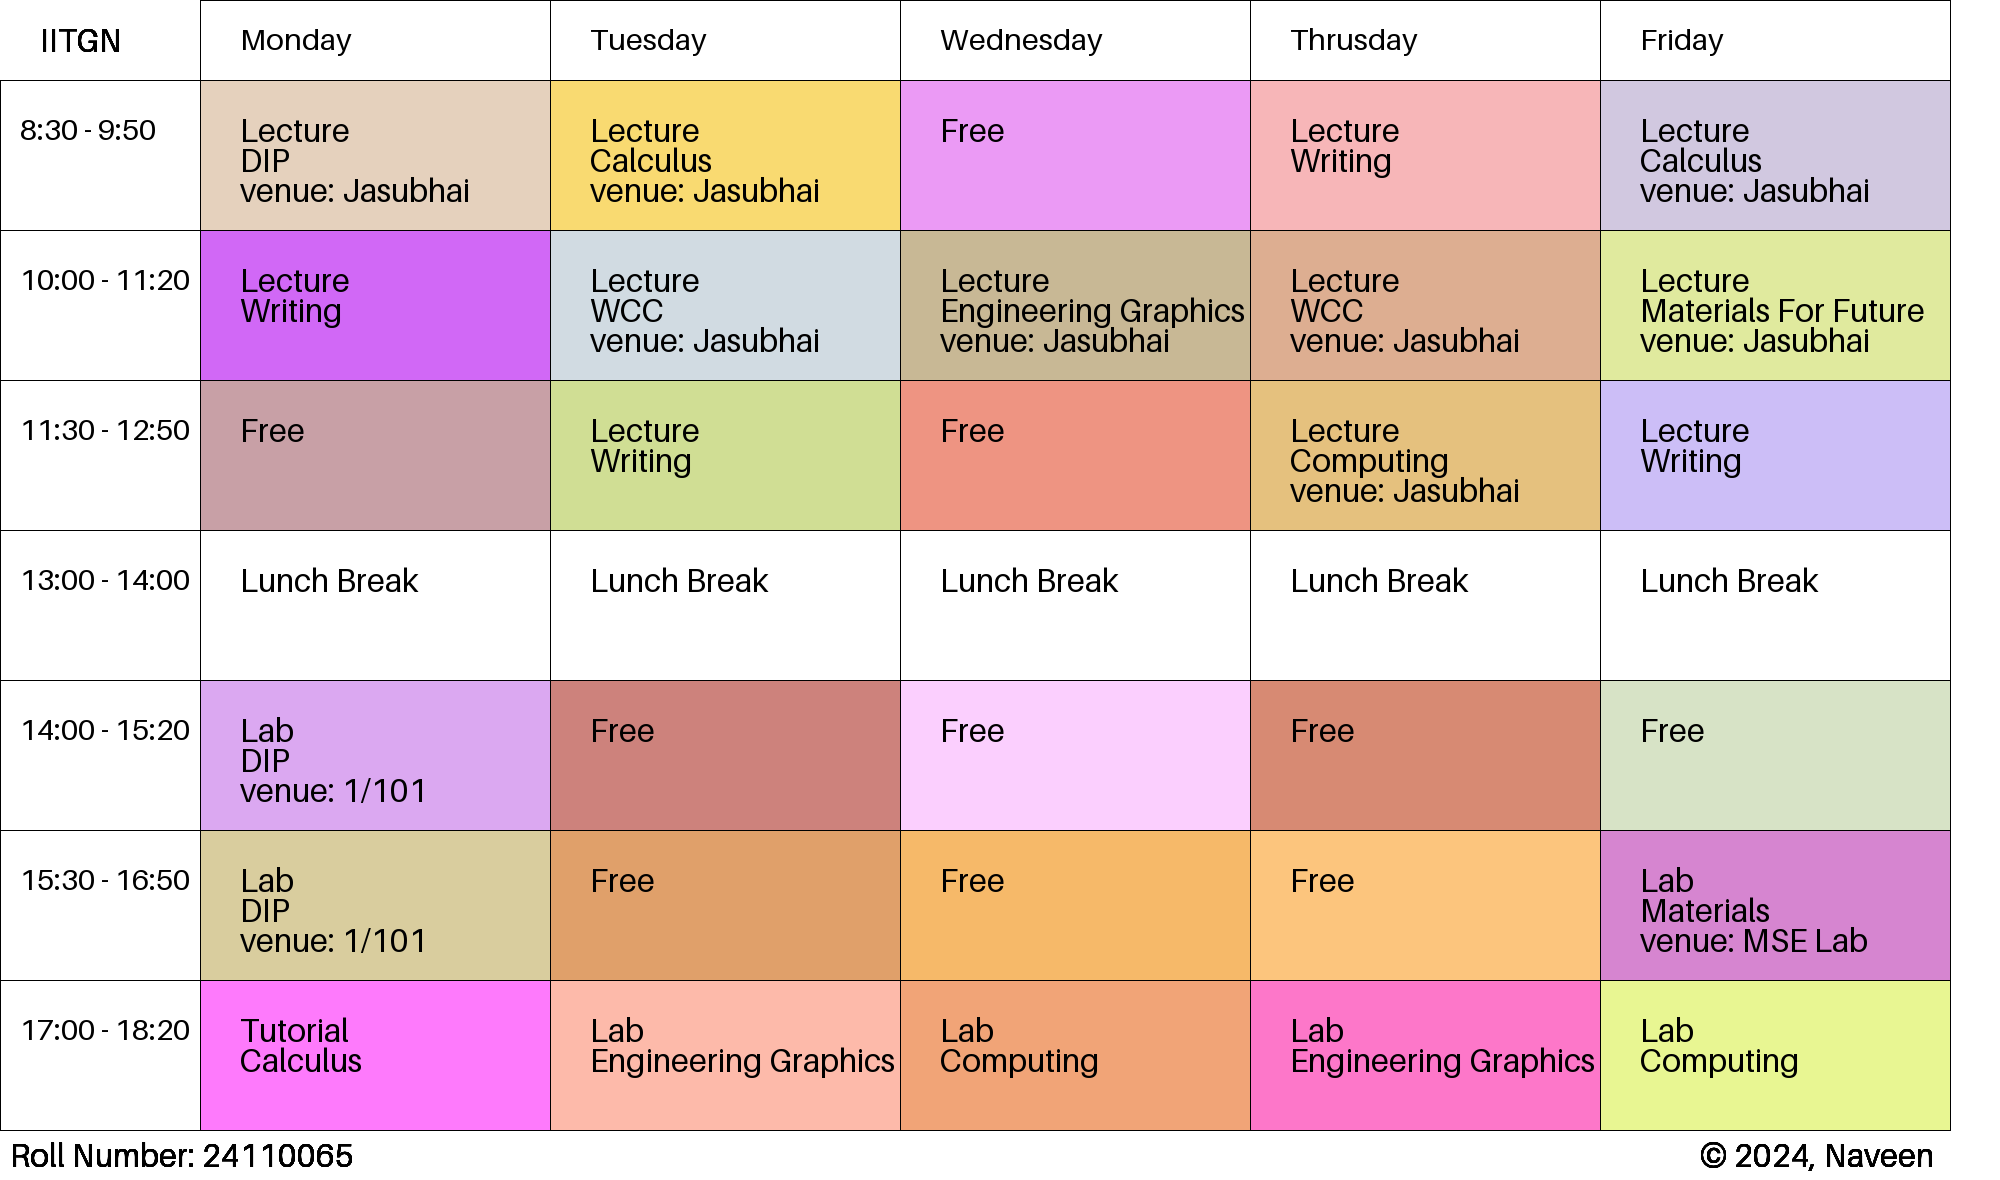 IITGN Monday Tuesday Wednesday Thrusday Friday
8:30 - 9:50
Lecture
DIP
venue: Jasubhai
Lecture
Calculus
venue: Jasubhai
Free
Lecture
Writing
Lecture
Calculus
venue: Jasubhai
10:00 - 11:20
Lecture
Writing
Lecture
WCC
venue: Jasubhai
Lecture
Engineering Graphics
venue: Jasubhai
Lecture
WCC
venue: Jasubhai
Lecture
Materials For Future
venue: Jasubhai
11:30 - 12:50
Free
Lecture
Writing
Free
Lecture
Computing
venue: Jasubhai
Lecture
Writing
13:00 - 14:00
Lunch Break
Lunch Break
Lunch Break
Lunch Break
Lunch Break
14:00 - 15:20
Lab
DIP
venue: 1/101
Free
Free
Free
Free
15:30 - 16:50
Lab
DIP
venue: 1/101
Free
Free
Free
Lab
Materials
venue: MSE Lab
17:00 - 18:20
Tutorial
Calculus
Lab
Engineering Graphics
Lab
Computing
Lab
Engineering Graphics
Lab
Computing
Roll Number: 24110065
© 2024, Naveen